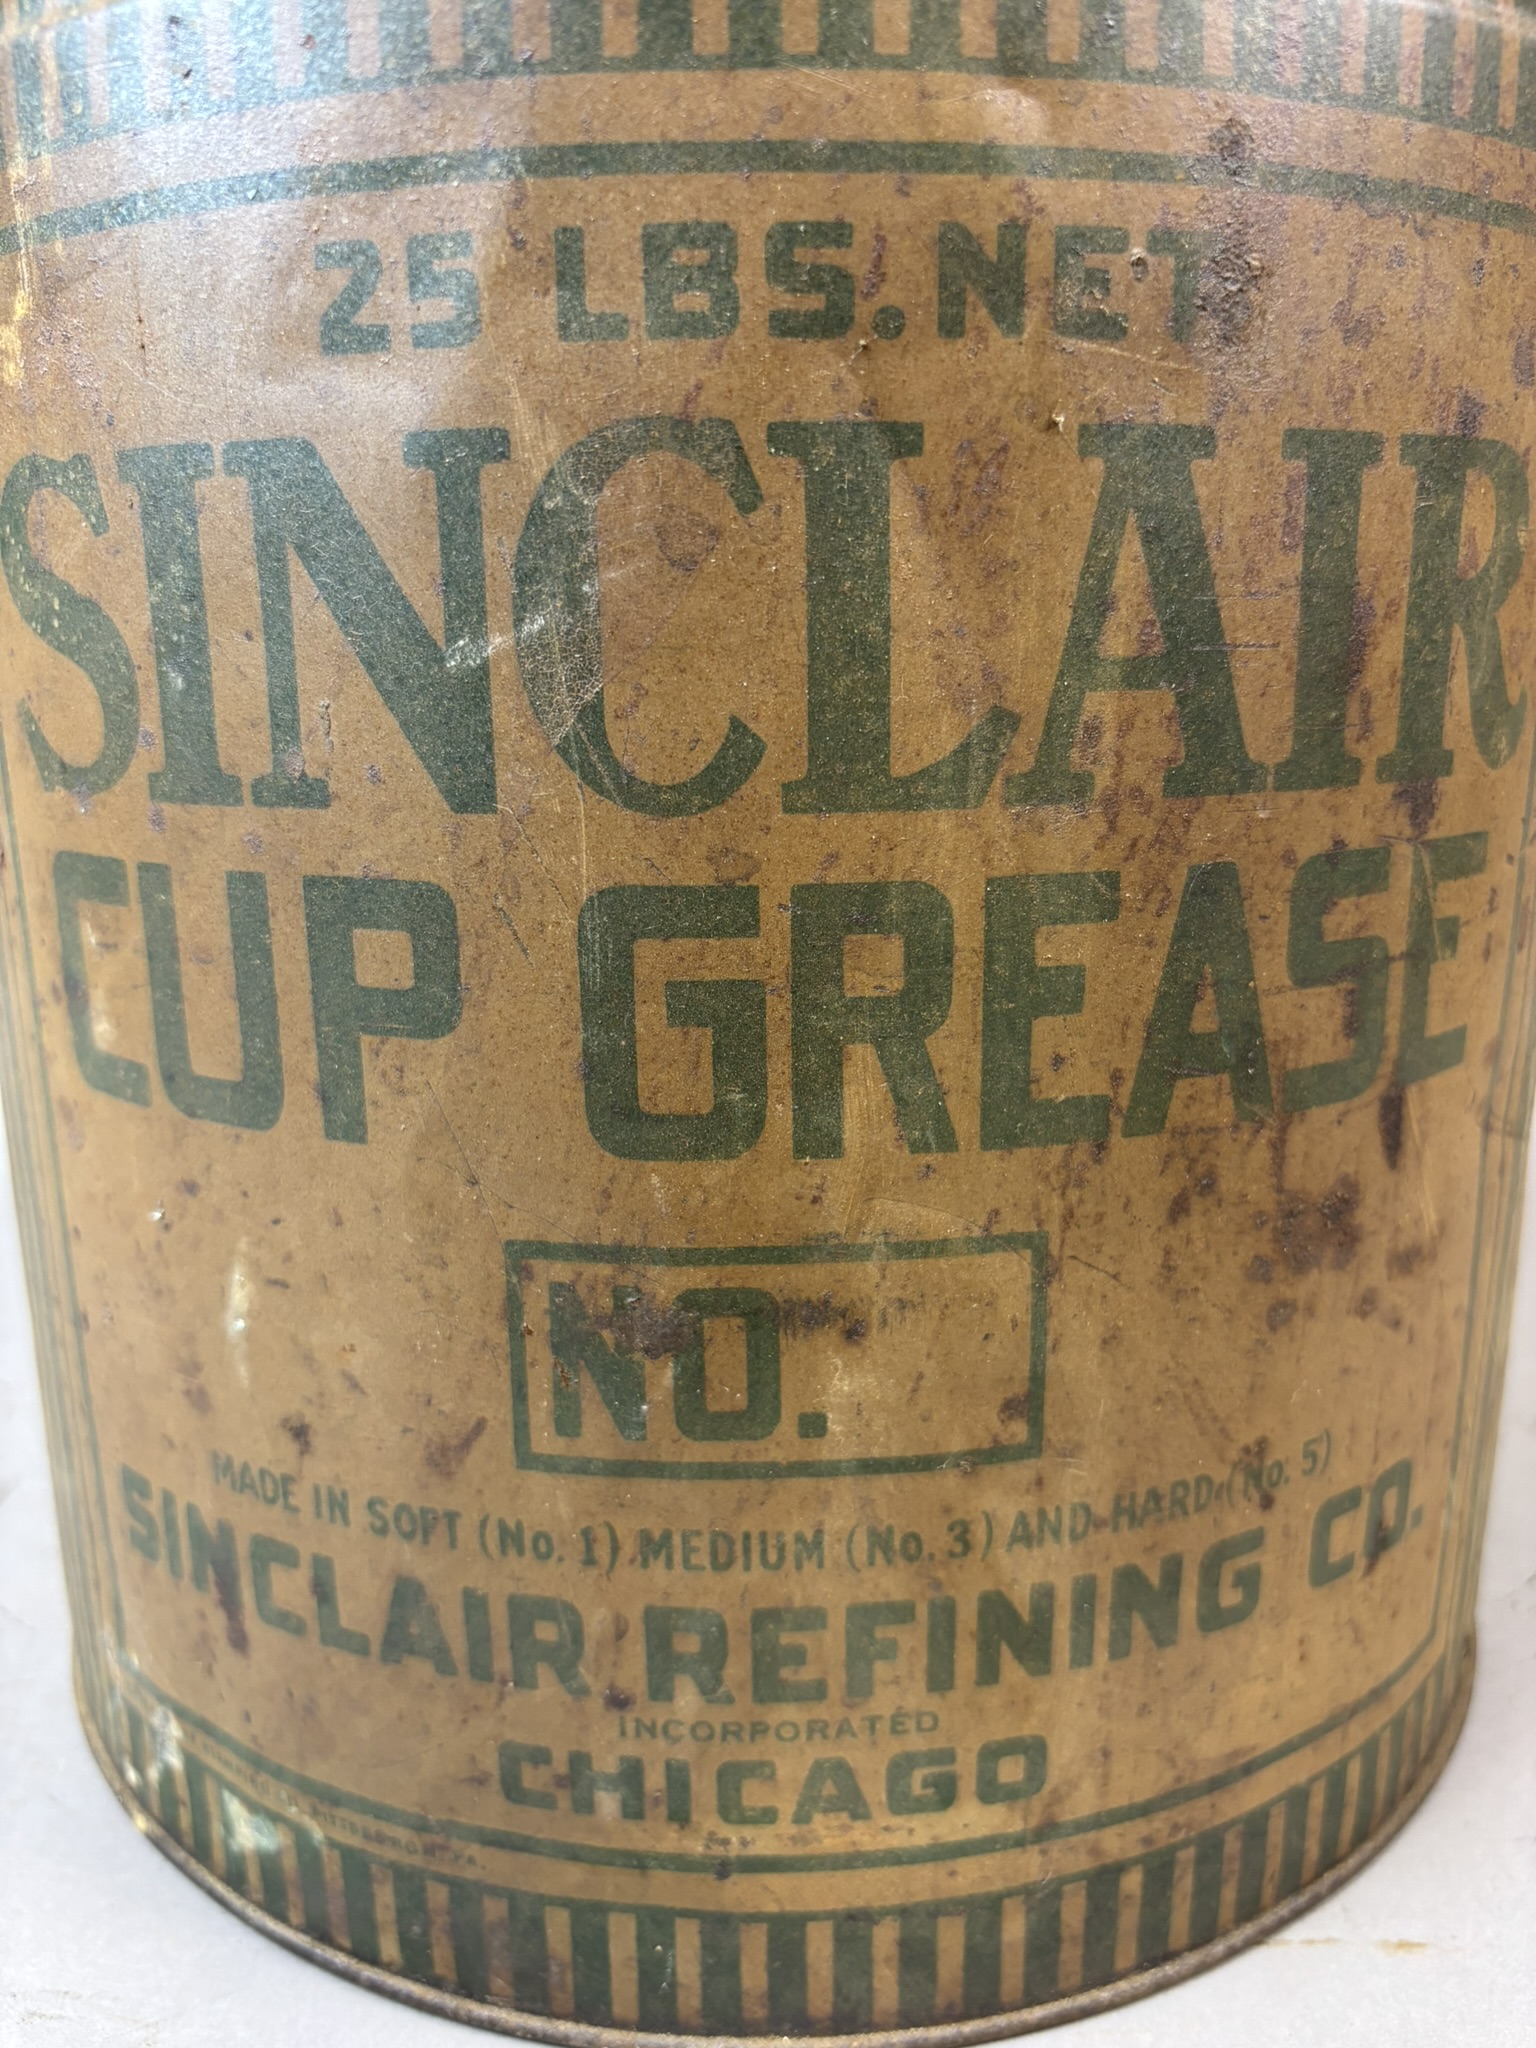 25 LBS. NET
SINCLAIR
CUP GREASE
NO.
MADE IN SOFT (No. 1) MEDIUM (No. 3) AND HARD (No. 5)
SINCLAIR REFINING CO.
INCORPORATED
CHICAGO